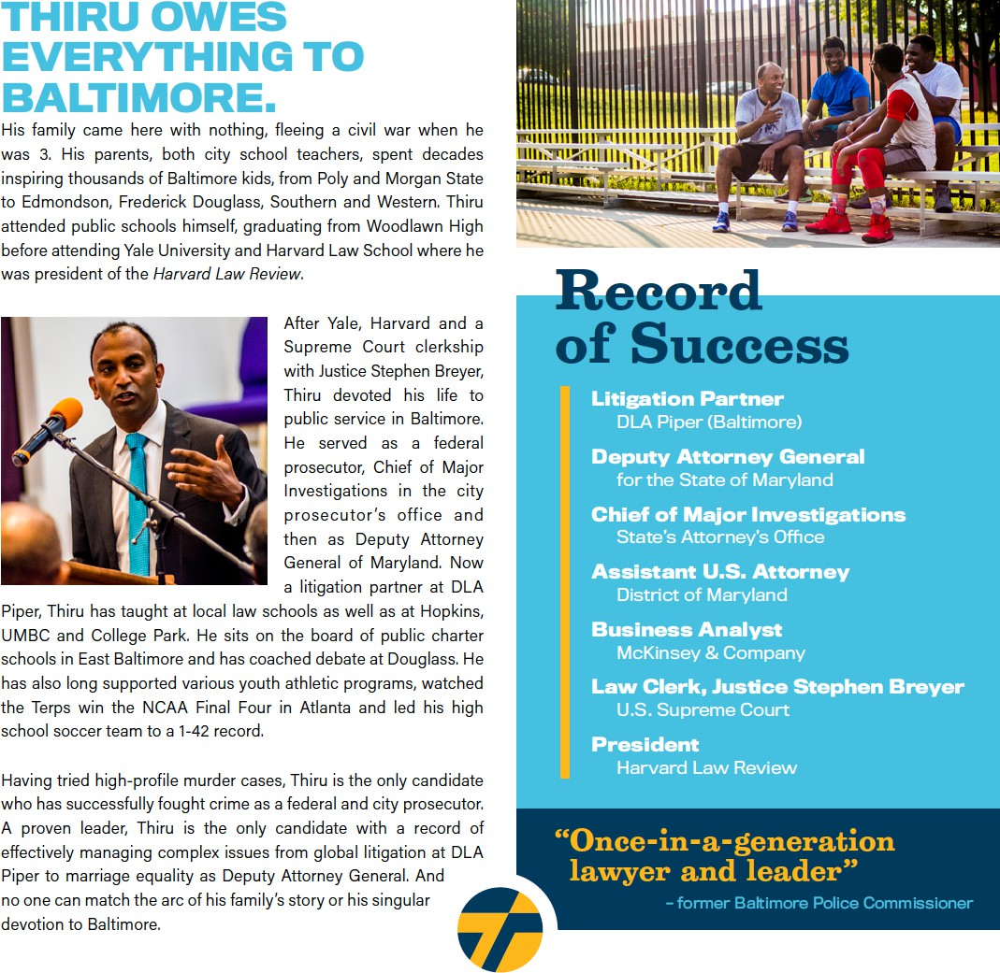 THIRU OWES
EVERYTHING TO
BALTIMORE.
His family came here with nothing, fleeing a civil war when he
was 3. His parents, both city school teachers, spent decades
inspiring thousands of Baltimore kids, from Poly and Morgan State
to Edmondson, Frederick Douglass, Southern and Western. Thiru
attended public schools himself, graduating from Woodlawn High
before attending Yale University and Harvard Law School where he
was president of the Harvard Law Review.
After Yale, Harvard and a
Supreme Court clerkship
with Justice Stephen Breyer,
Thiru devoted his life to
public service in Baltimore.
He served as a federal
prosecutor, Chief of Major
Investigations in the city
prosecutor's office and
then as Deputy Attorney
General of Maryland. Now
a litigation partner at DLA
Piper, Thiru has taught at local law schools as well as at Hopkins,
UMBC and College Park. He sits on the board of public charter
schools in East Baltimore and has coached debate at Douglass. He
has also long supported various youth athletic programs, watched
the Terps win the NCAA Final Four in Atlanta and led his high
school soccer team to a 1-42 record.
Having tried high-profile murder cases, Thiru is the only candidate
who has successfully fought crime as a federal and city prosecutor.
A proven leader, Thiru is the only candidate with a record of
effectively managing complex issues from global litigation at DLA
Piper to marriage equality as Deputy Attorney General. And
no one can match the arc of his family's story or his singular
devotion to Baltimore.
Record
of Success
Litigation Partner
DLA Piper (Baltimore)
Deputy Attorney General
for the State of Maryland
Chief of Major Investigations
State's Attorney's Office
Assistant U.S. Attorney
District of Maryland
Business Analyst
McKinsey & Company
Law Clerk, Justice Stephen Breyer
U.S. Supreme Court
President
Harvard Law Review
“Once-in-a-generation
lawyer and leader”
– former Baltimore Police Commissioner